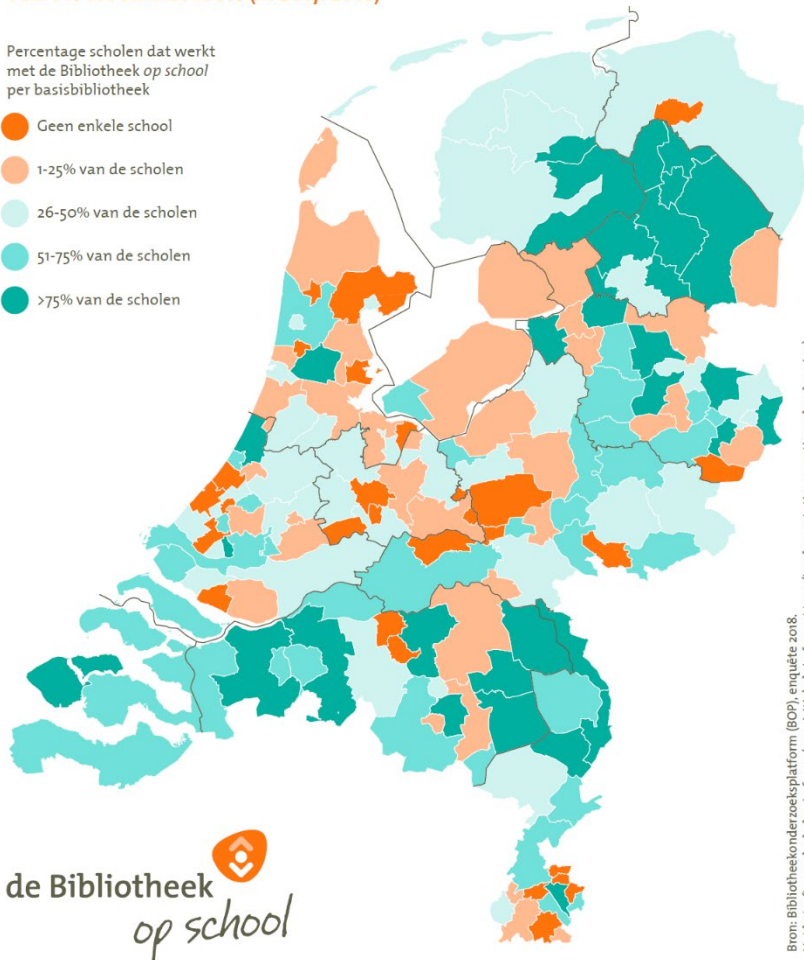 Percentage scholen dat werkt
met de Bibliotheek op school
per basisbibliotheek
Geen enkele school
1-25% van de scholen
26-50% van de scholen
51-75% van de scholen
>75% van de scholen
de Bibliotheek
op school
Bron: Bibliotheekonderzoeksplatform (BOP), enquête 2018.